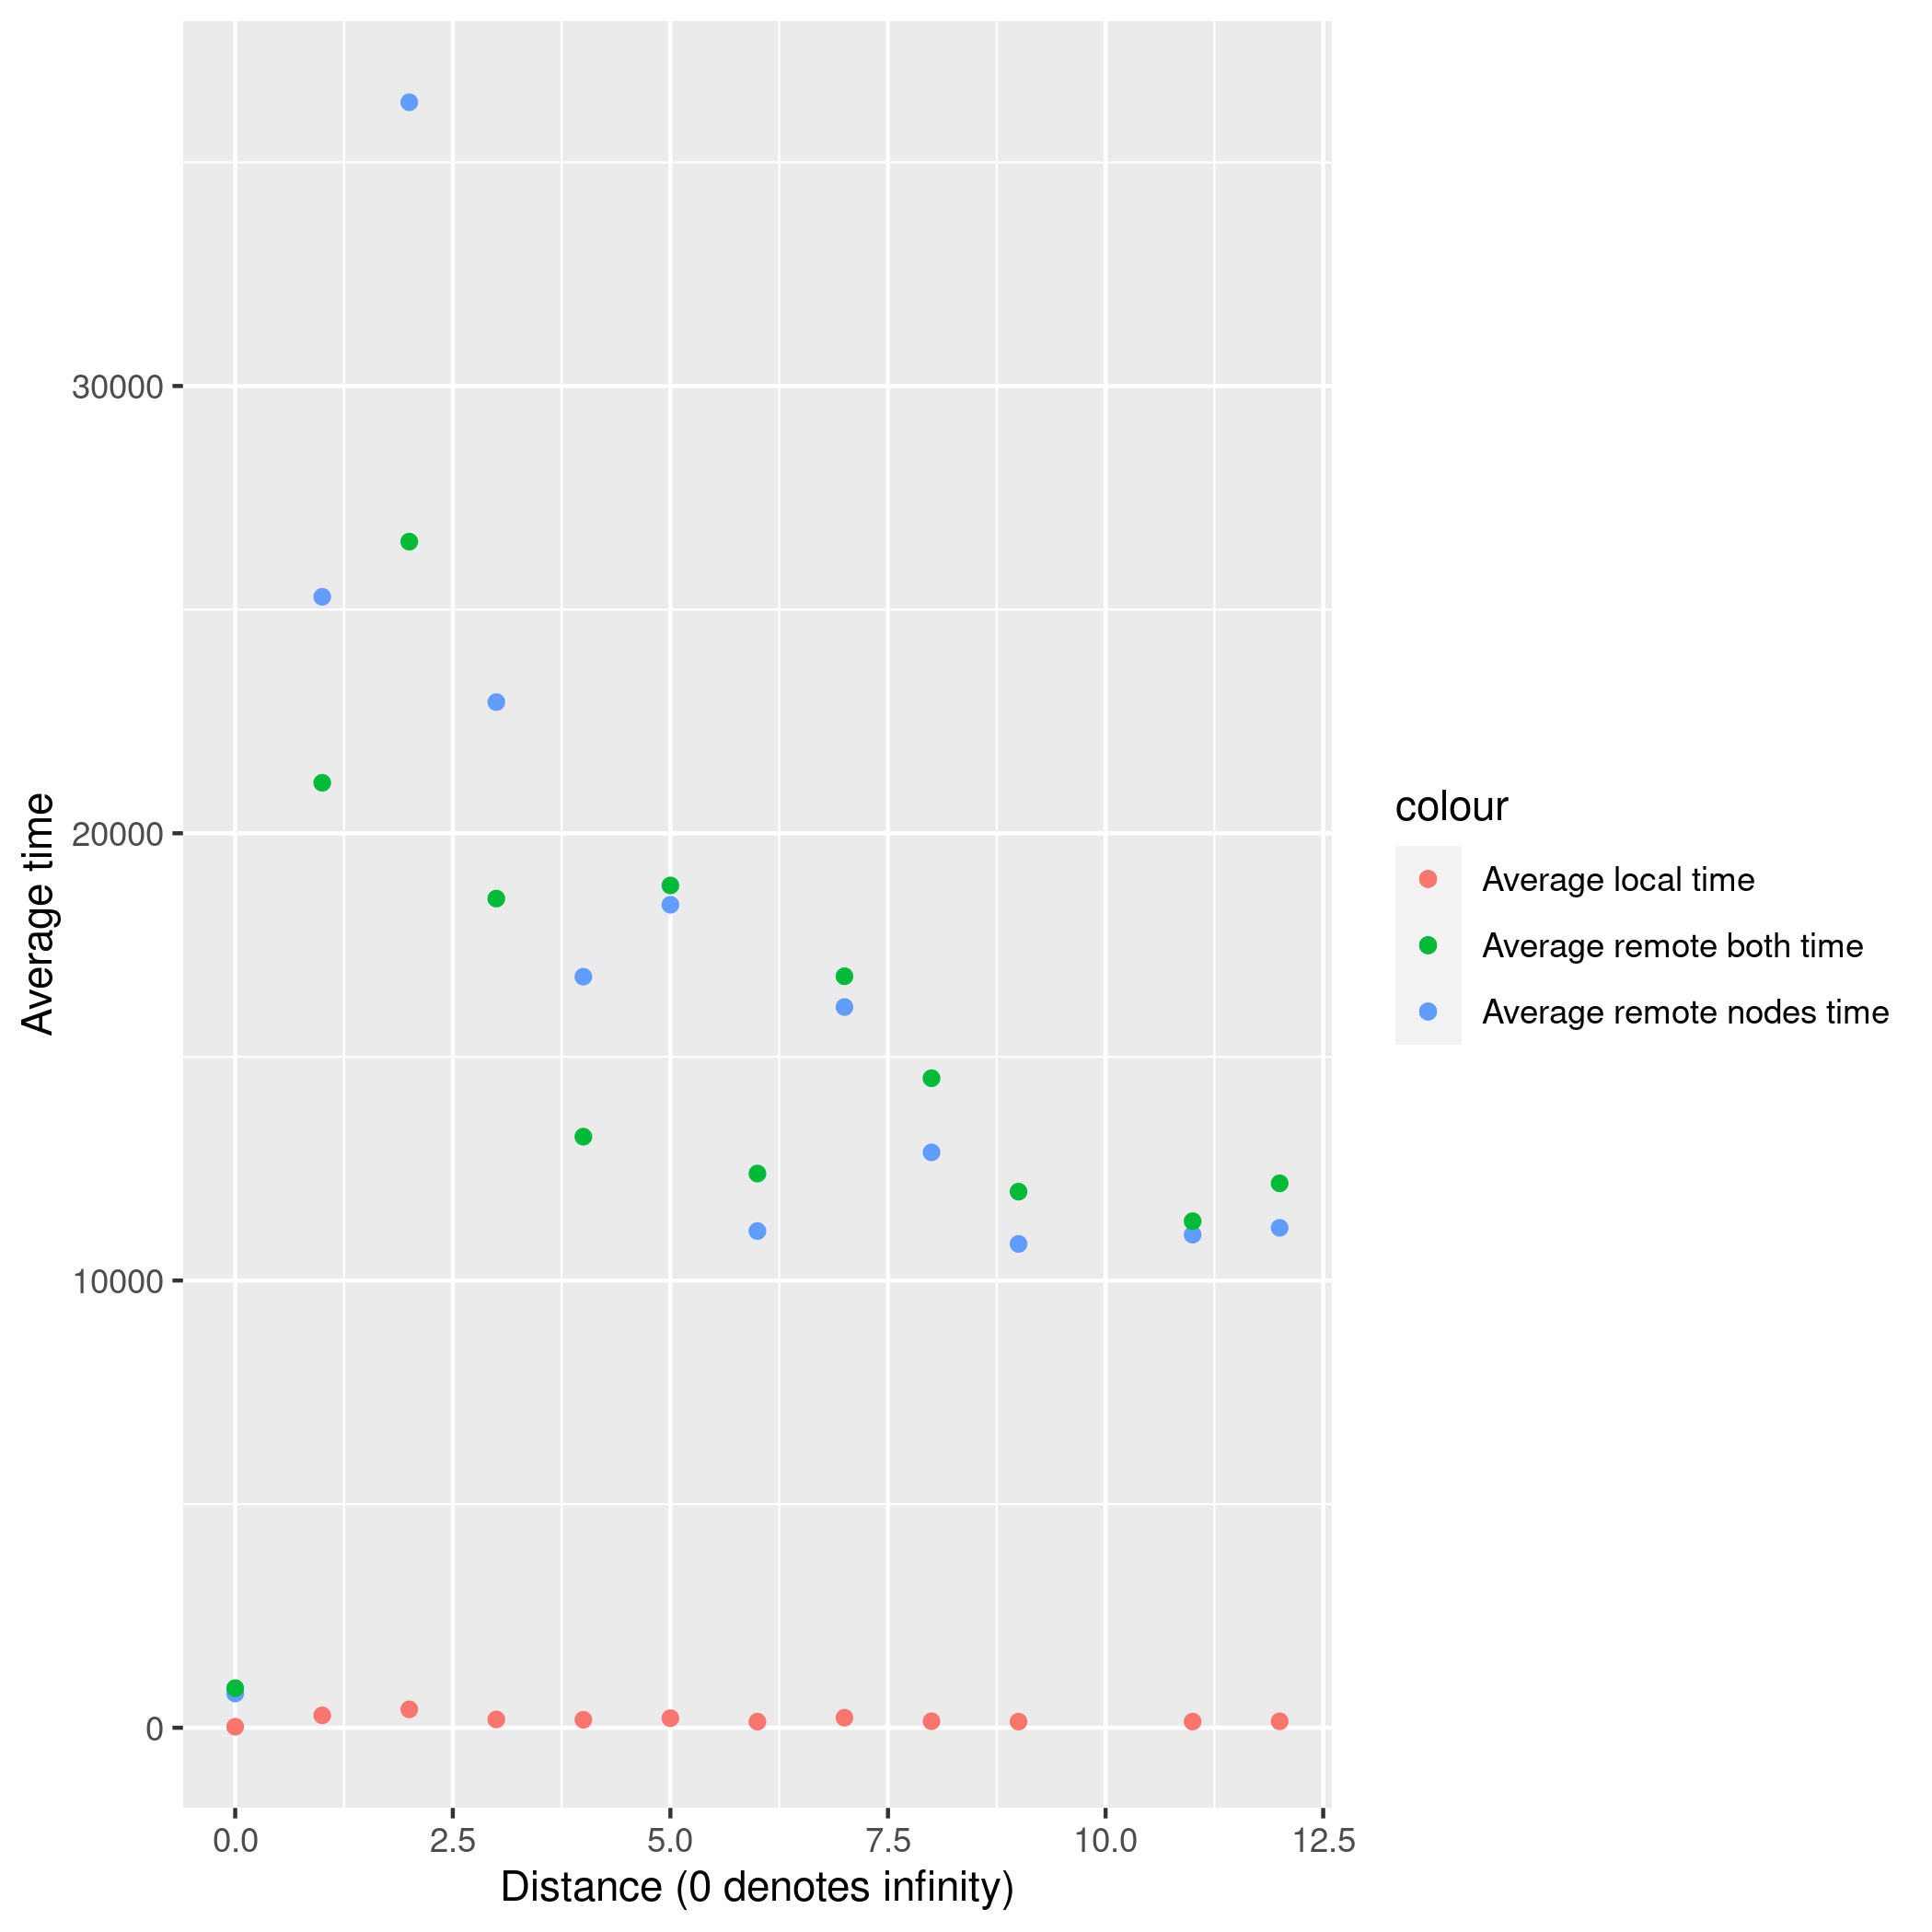 30000
20000
10000
0
Average time
0.0 2.5 5.0 7.5 10.0 12.5
Distance (0 denotes infinity)
colour
Average local time
Average remote both time
Average remote nodes time